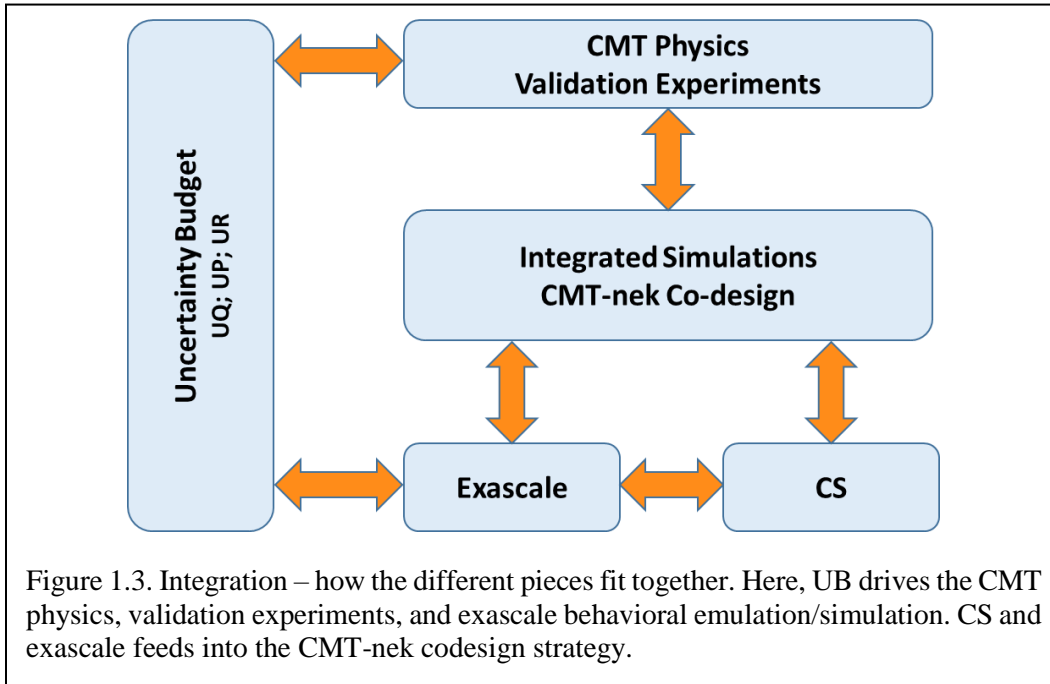 CMT Physics
Validation Experiments
Uncertainty Budget
UQ; UP; UR
Integrated Simulations
CMT-nek Co-design
Exascale
CS
Figure 1.3. Integration – how the different pieces fit together. Here, UB drives the CMT
physics, validation experiments, and exascale behavioral emulation/simulation. CS and
exascale feeds into the CMT-nek codesign strategy.